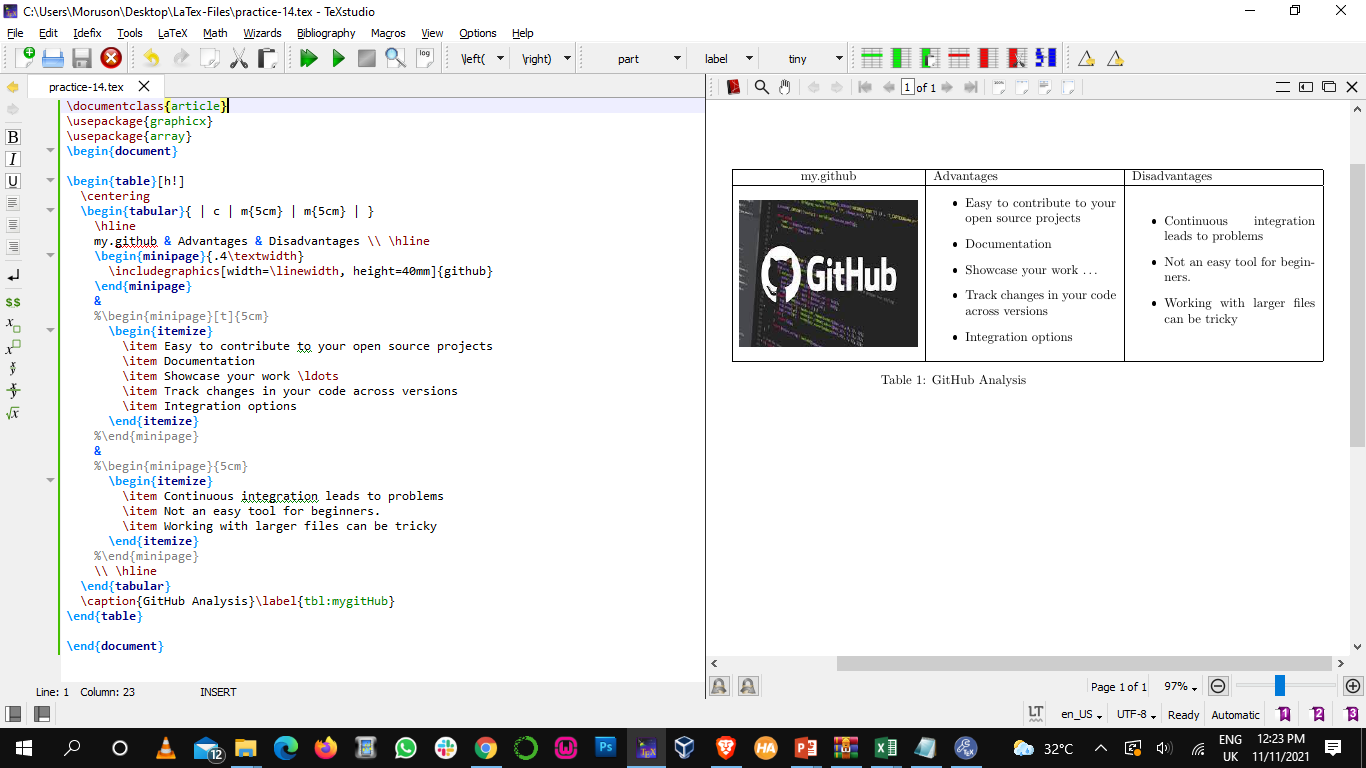 C:\Users\Moruson\Desktop\LaTex-Files\practice-14.tex - TeXstudio
File Edit Idefix Tools LaTeX Math Wizards Bibliography Macros View Options Help
log \left( \right) part label tiny
practice-14.tex
1 of 1
\documentclass{article}
\usepackage{graphicx}
\usepackage{array}
\begin{document}
\begin{table}[h!]
\centering
\begin{tabular}{ | c | m{5cm} | m{5cm} | }
\hline
my.github & Advantages & Disadvantages \\ \hline
\begin{minipage}{.4\textwidth}
\includegraphics[width=\linewidth, height=40mm]{github}
\end{minipage}
&
%\begin{minipage}[t]{5cm}
\begin{itemize}
\item Easy to contribute to your open source projects
\item Documentation
\item Showcase your work \ldots
\item Track changes in your code across versions
\item Integration options
\end{itemize}
%\end{minipage}
&
%\begin{minipage}{5cm}
\begin{itemize}
\item Continuous integration leads to problems
\item Not an easy tool for beginners.
\item Working with larger files can be tricky
\end{itemize}
%\end{minipage}
\\ \hline
\end{tabular}
\caption{GitHub Analysis}\label{tbl:mygitHub}
\end{table}
\end{document}
B
I
U
$$
my.github Advantages Disadvantages
GitHub
• Easy to contribute to your
open source projects
• Documentation
• Showcase your work ...
• Track changes in your code
across versions
• Integration options
• Continuous integration
leads to problems
• Not an easy tool for begin-
ners.
• Working with larger files
can be tricky
Table 1: GitHub Analysis
Line: 1 Column: 23 INSERT
Page 1 of 1 97%
LT en_US UTF-8 Ready Automatic 1 2 3
12 Ps HA 32°C ENG
UK
12:23 PM
11/11/2021